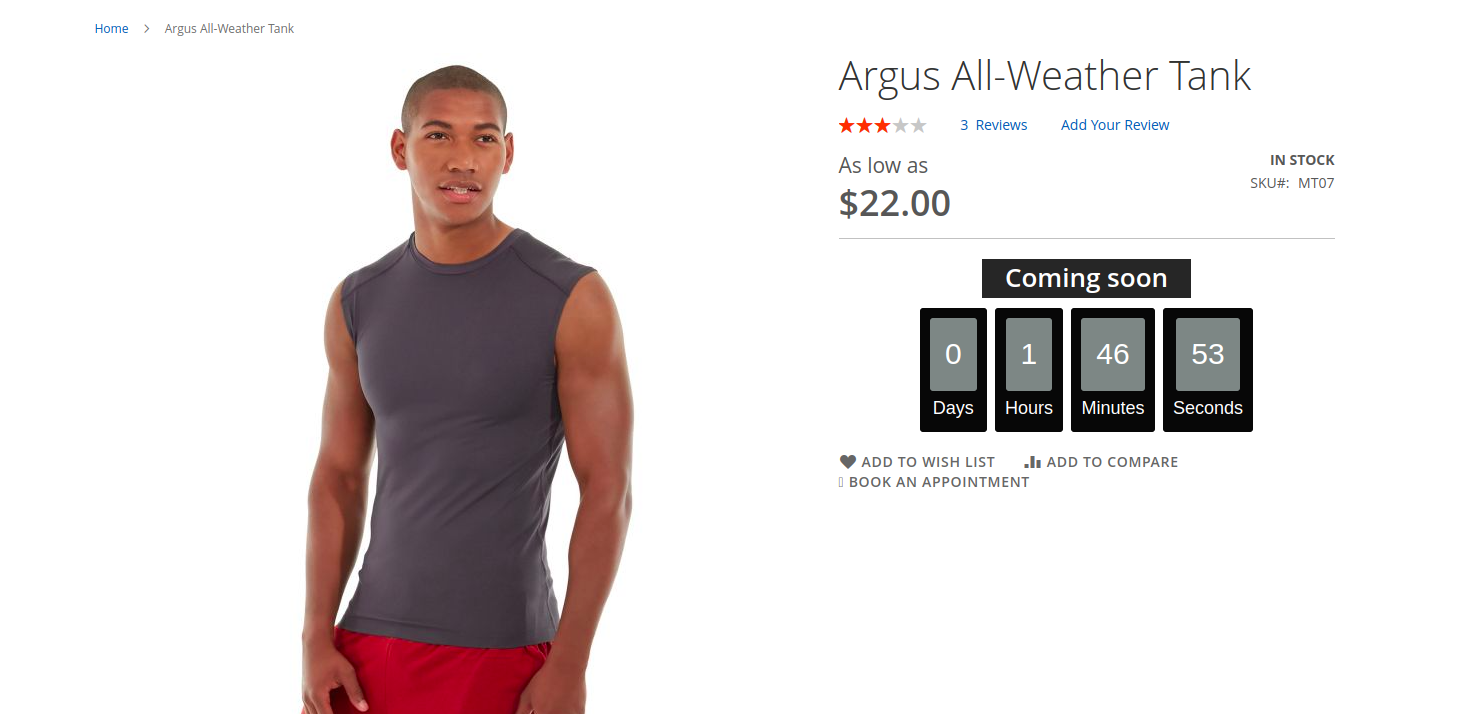 Home > Argus All-Weather Tank
Argus All-Weather Tank
3 Reviews Add Your Review
As low as
$22.00
IN STOCK
SKU#: MT07
Coming soon
0 1 46 53
Days Hours Minutes Seconds
ADD TO WISH LIST ADD TO COMPARE
BOOK AN APPOINTMENT